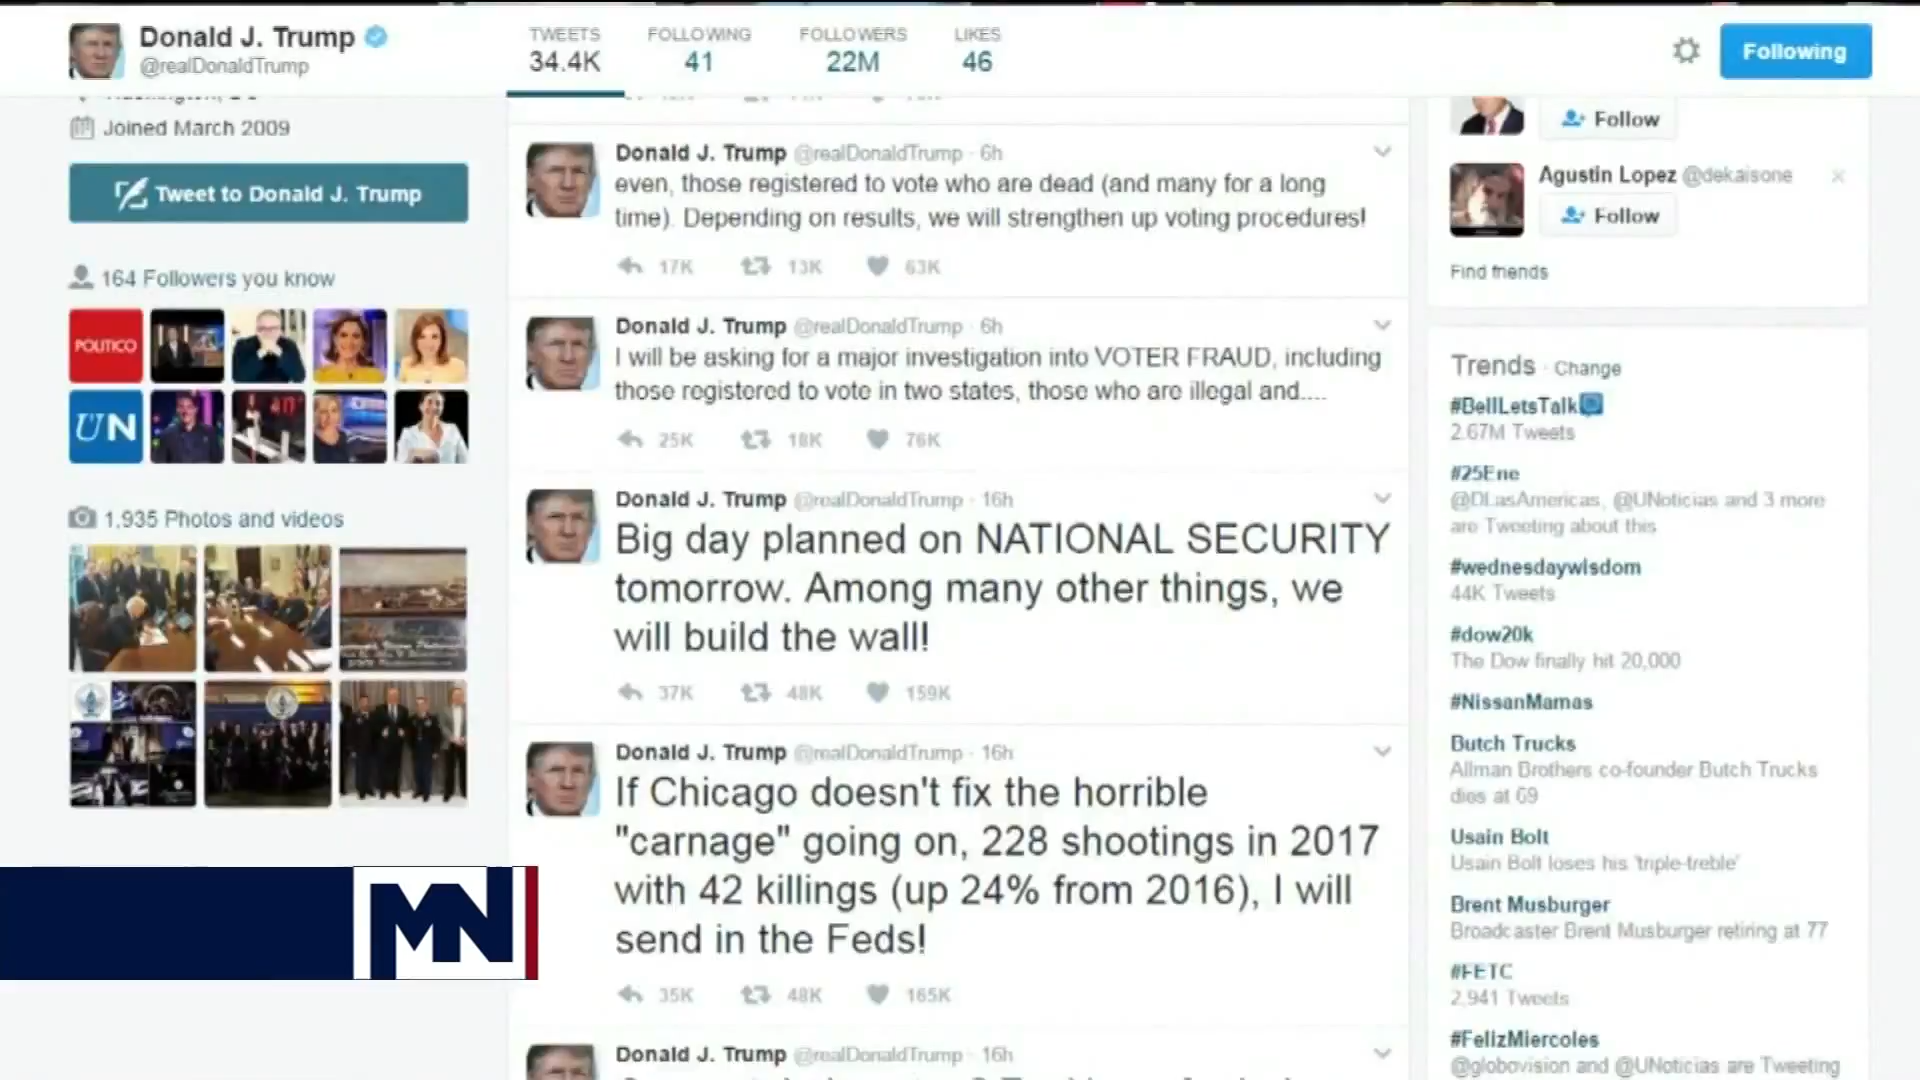 Donald J. Trump
@realDonaldTrump
TWEETS
34.4K
FOLLOWING
41
FOLLOWERS
22M
LIKES
46
Following
Joined March 2009
Tweet to Donald J. Trump
164 Followers you know
POLITICO
UN
1,935 Photos and videos
MN
Donald J. Trump @realDonaldTrump · 6h
even, those registered to vote who are dead (and many for a long
time). Depending on results, we will strengthen up voting procedures!
17K 13K 63K
Donald J. Trump @realDonaldTrump · 6h
I will be asking for a major investigation into VOTER FRAUD, including
those registered to vote in two states, those who are illegal and....
25K 18K 76K
Donald J. Trump @realDonaldTrump · 16h
Big day planned on NATIONAL SECURITY
tomorrow. Among many other things, we
will build the wall!
37K 48K 159K
Donald J. Trump @realDonaldTrump · 16h
If Chicago doesn't fix the horrible
"carnage" going on, 228 shootings in 2017
with 42 killings (up 24% from 2016), I will
send in the Feds!
35K 48K 165K
Donald J. Trump @realDonaldTrump · 16h
Follow
Agustin Lopez @dekaisone
Follow
Find friends
Trends · Change
#BellLetsTalk
2.67M Tweets
#25Ene
@DLasAmericas, @UNoticias and 3 more
are Tweeting about this
#wednesdaywisdom
44K Tweets
#dow20k
The Dow finally hit 20,000
#NissanMamas
Butch Trucks
Allman Brothers co-founder Butch Trucks
dies at 69
Usain Bolt
Usain Bolt loses his 'triple-treble'
Brent Musburger
Broadcaster Brent Musburger retiring at 77
#FETC
2,941 Tweets
#FelizMiercoles
@globovision and @UNoticias are Tweeting